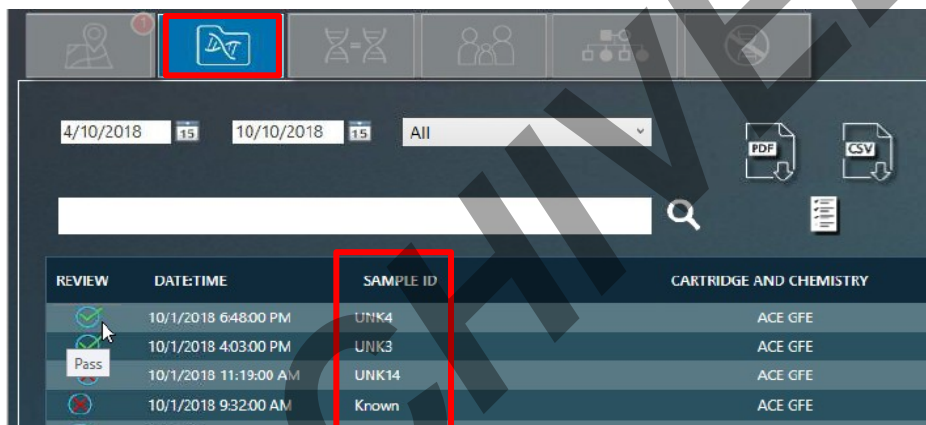 1
4/10/2018 15 10/10/2018 15 All
PDF CSV
REVIEW DATE:TIME SAMPLE ID CARTRIDGE AND CHEMISTRY
10/1/2018 6:48:00 PM UNK4 ACE GFE
10/1/2018 4:03:00 PM UNK3 ACE GFE
Pass
10/1/2018 11:19:00 AM UNK14 ACE GFE
10/1/2018 9:32:00 AM Known ACE GFE
CHIVE